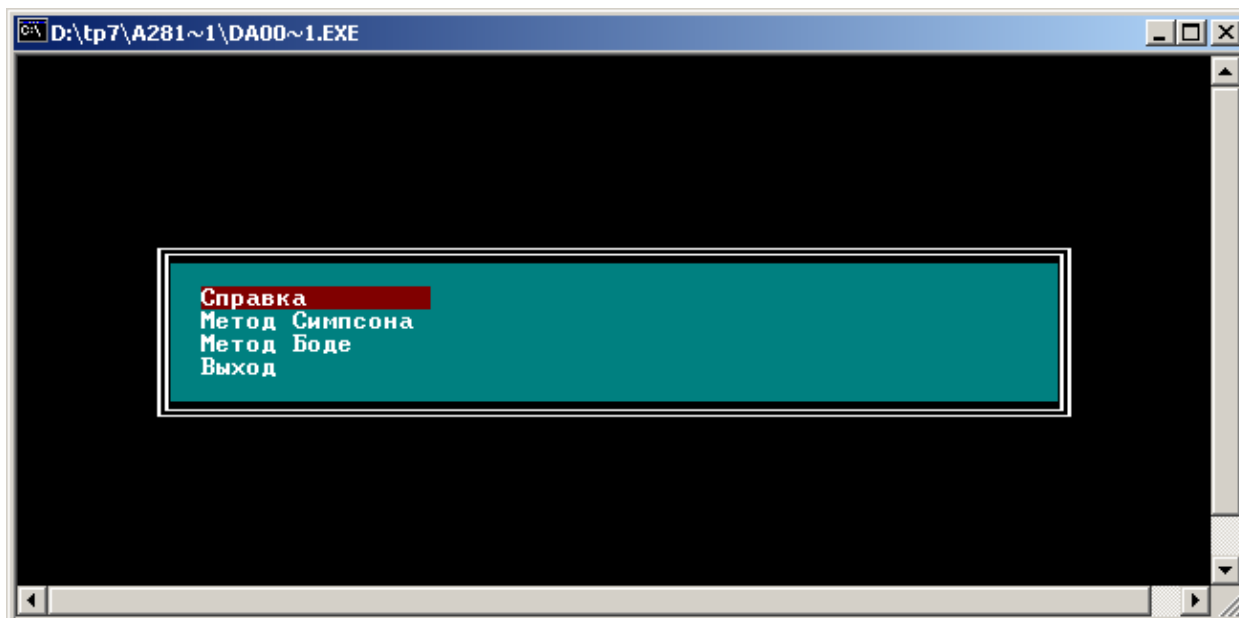 D:\tp7\A281~1\DA00~1.EXE
Справка
Метод Симпсона
Метод Боде
Выход